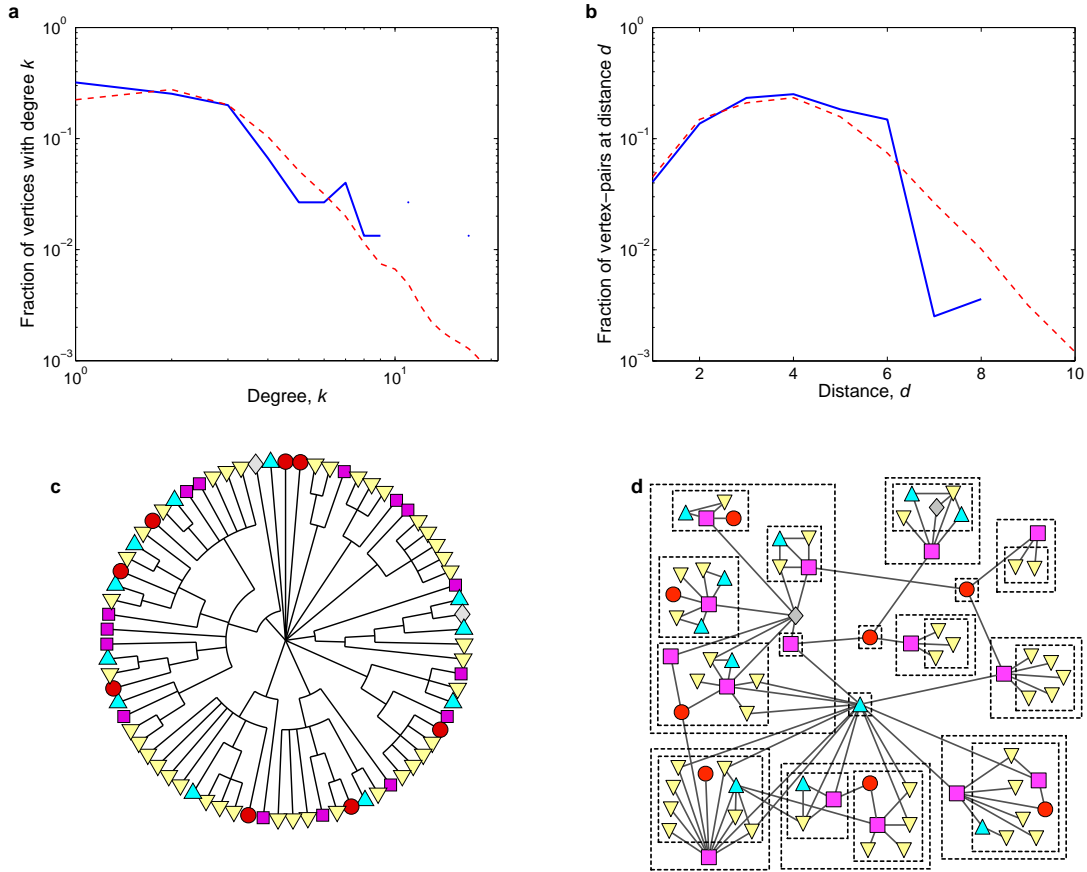 a
10^0
10^-1
10^-2
10^-3
10^0
10^1
Fraction of vertices with degree k
Degree, k
b
10^0
10^-1
10^-2
10^-3
2
4
6
8
10
Fraction of vertex-pairs at distance d
Distance, d
c
d